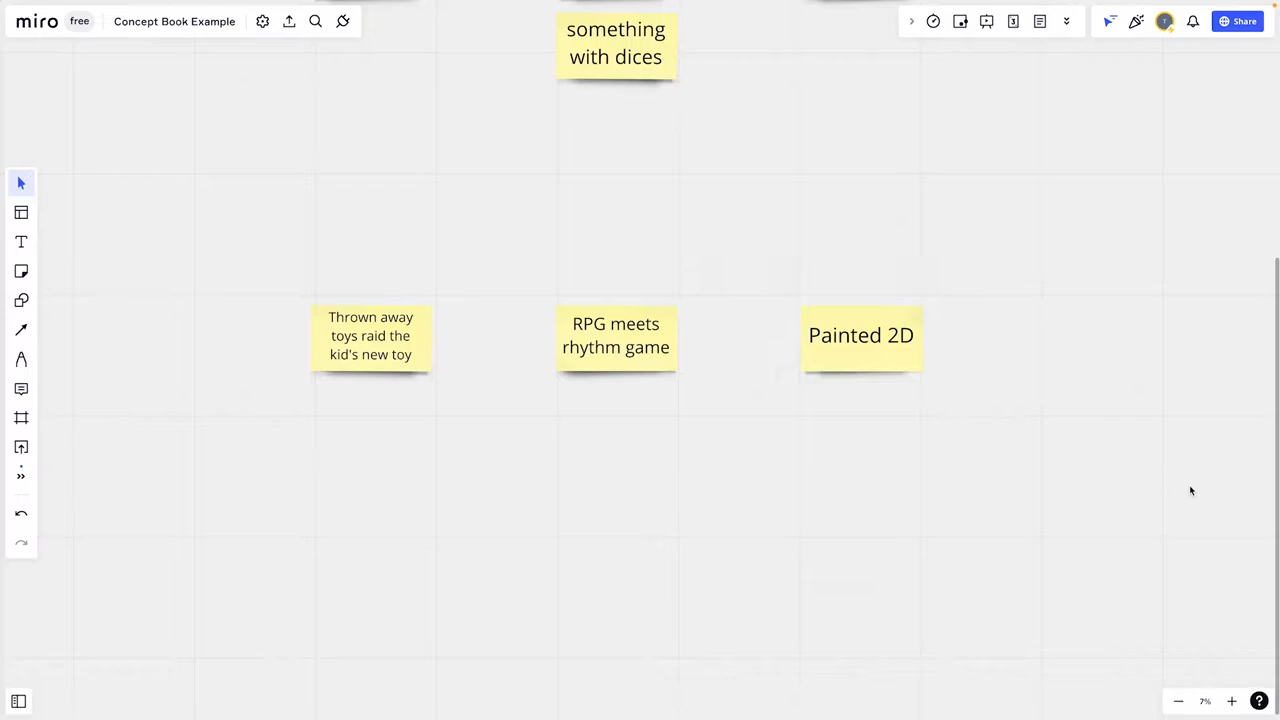 miro free Concept Book Example
3
T
Share
something
with dices
Thrown away
toys raid the
kid's new toy
RPG meets
rhythm game
Painted 2D
7%